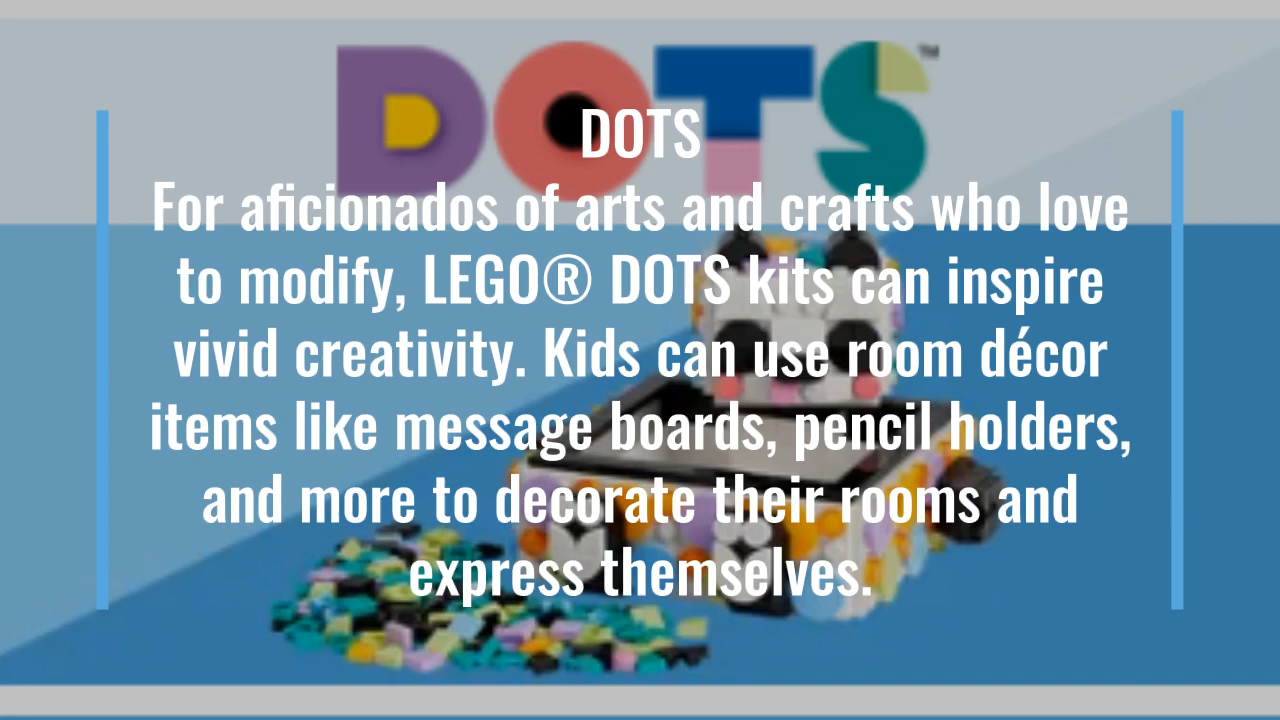 DOTS™
DOTS
For aficionados of arts and crafts who love
to modify, LEGO® DOTS kits can inspire
vivid creativity. Kids can use room décor
items like message boards, pencil holders,
and more to decorate their rooms and
express themselves.